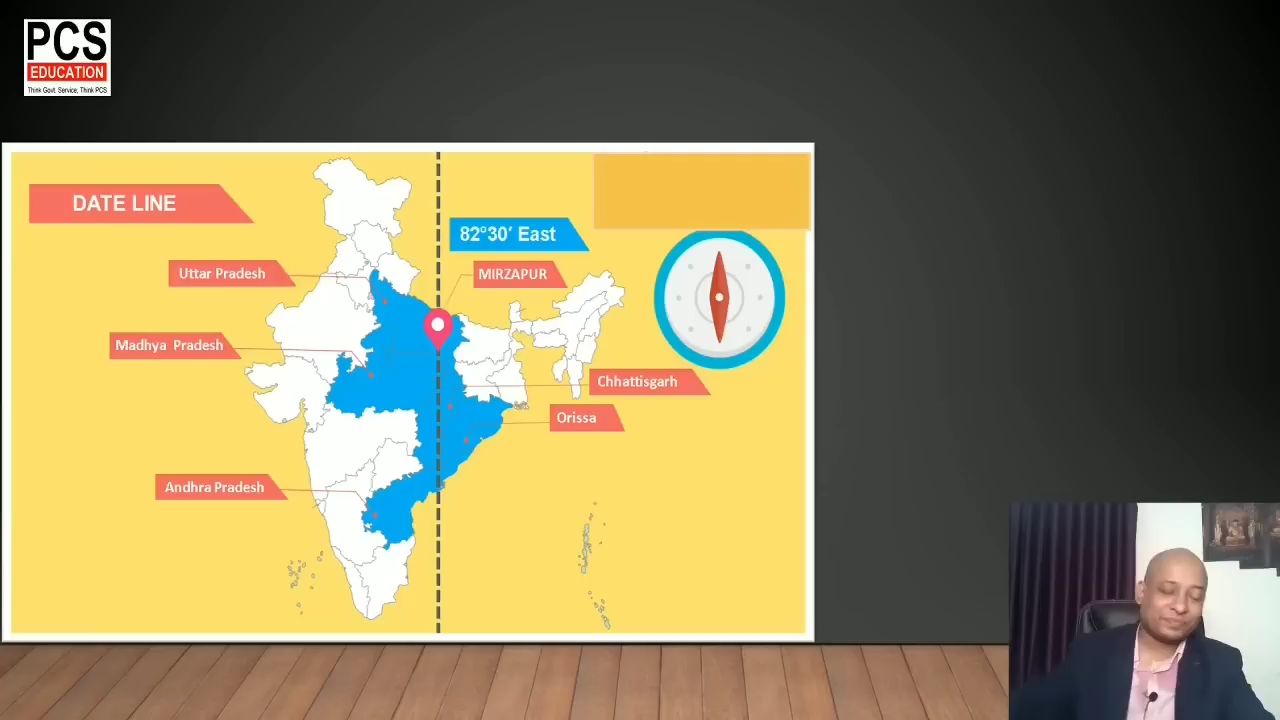 PCS
EDUCATION
Think Govt. Service; Think PCS
DATE LINE
82°30′ East
Uttar Pradesh
MIRZAPUR
Madhya Pradesh
Chhattisgarh
Orissa
Andhra Pradesh